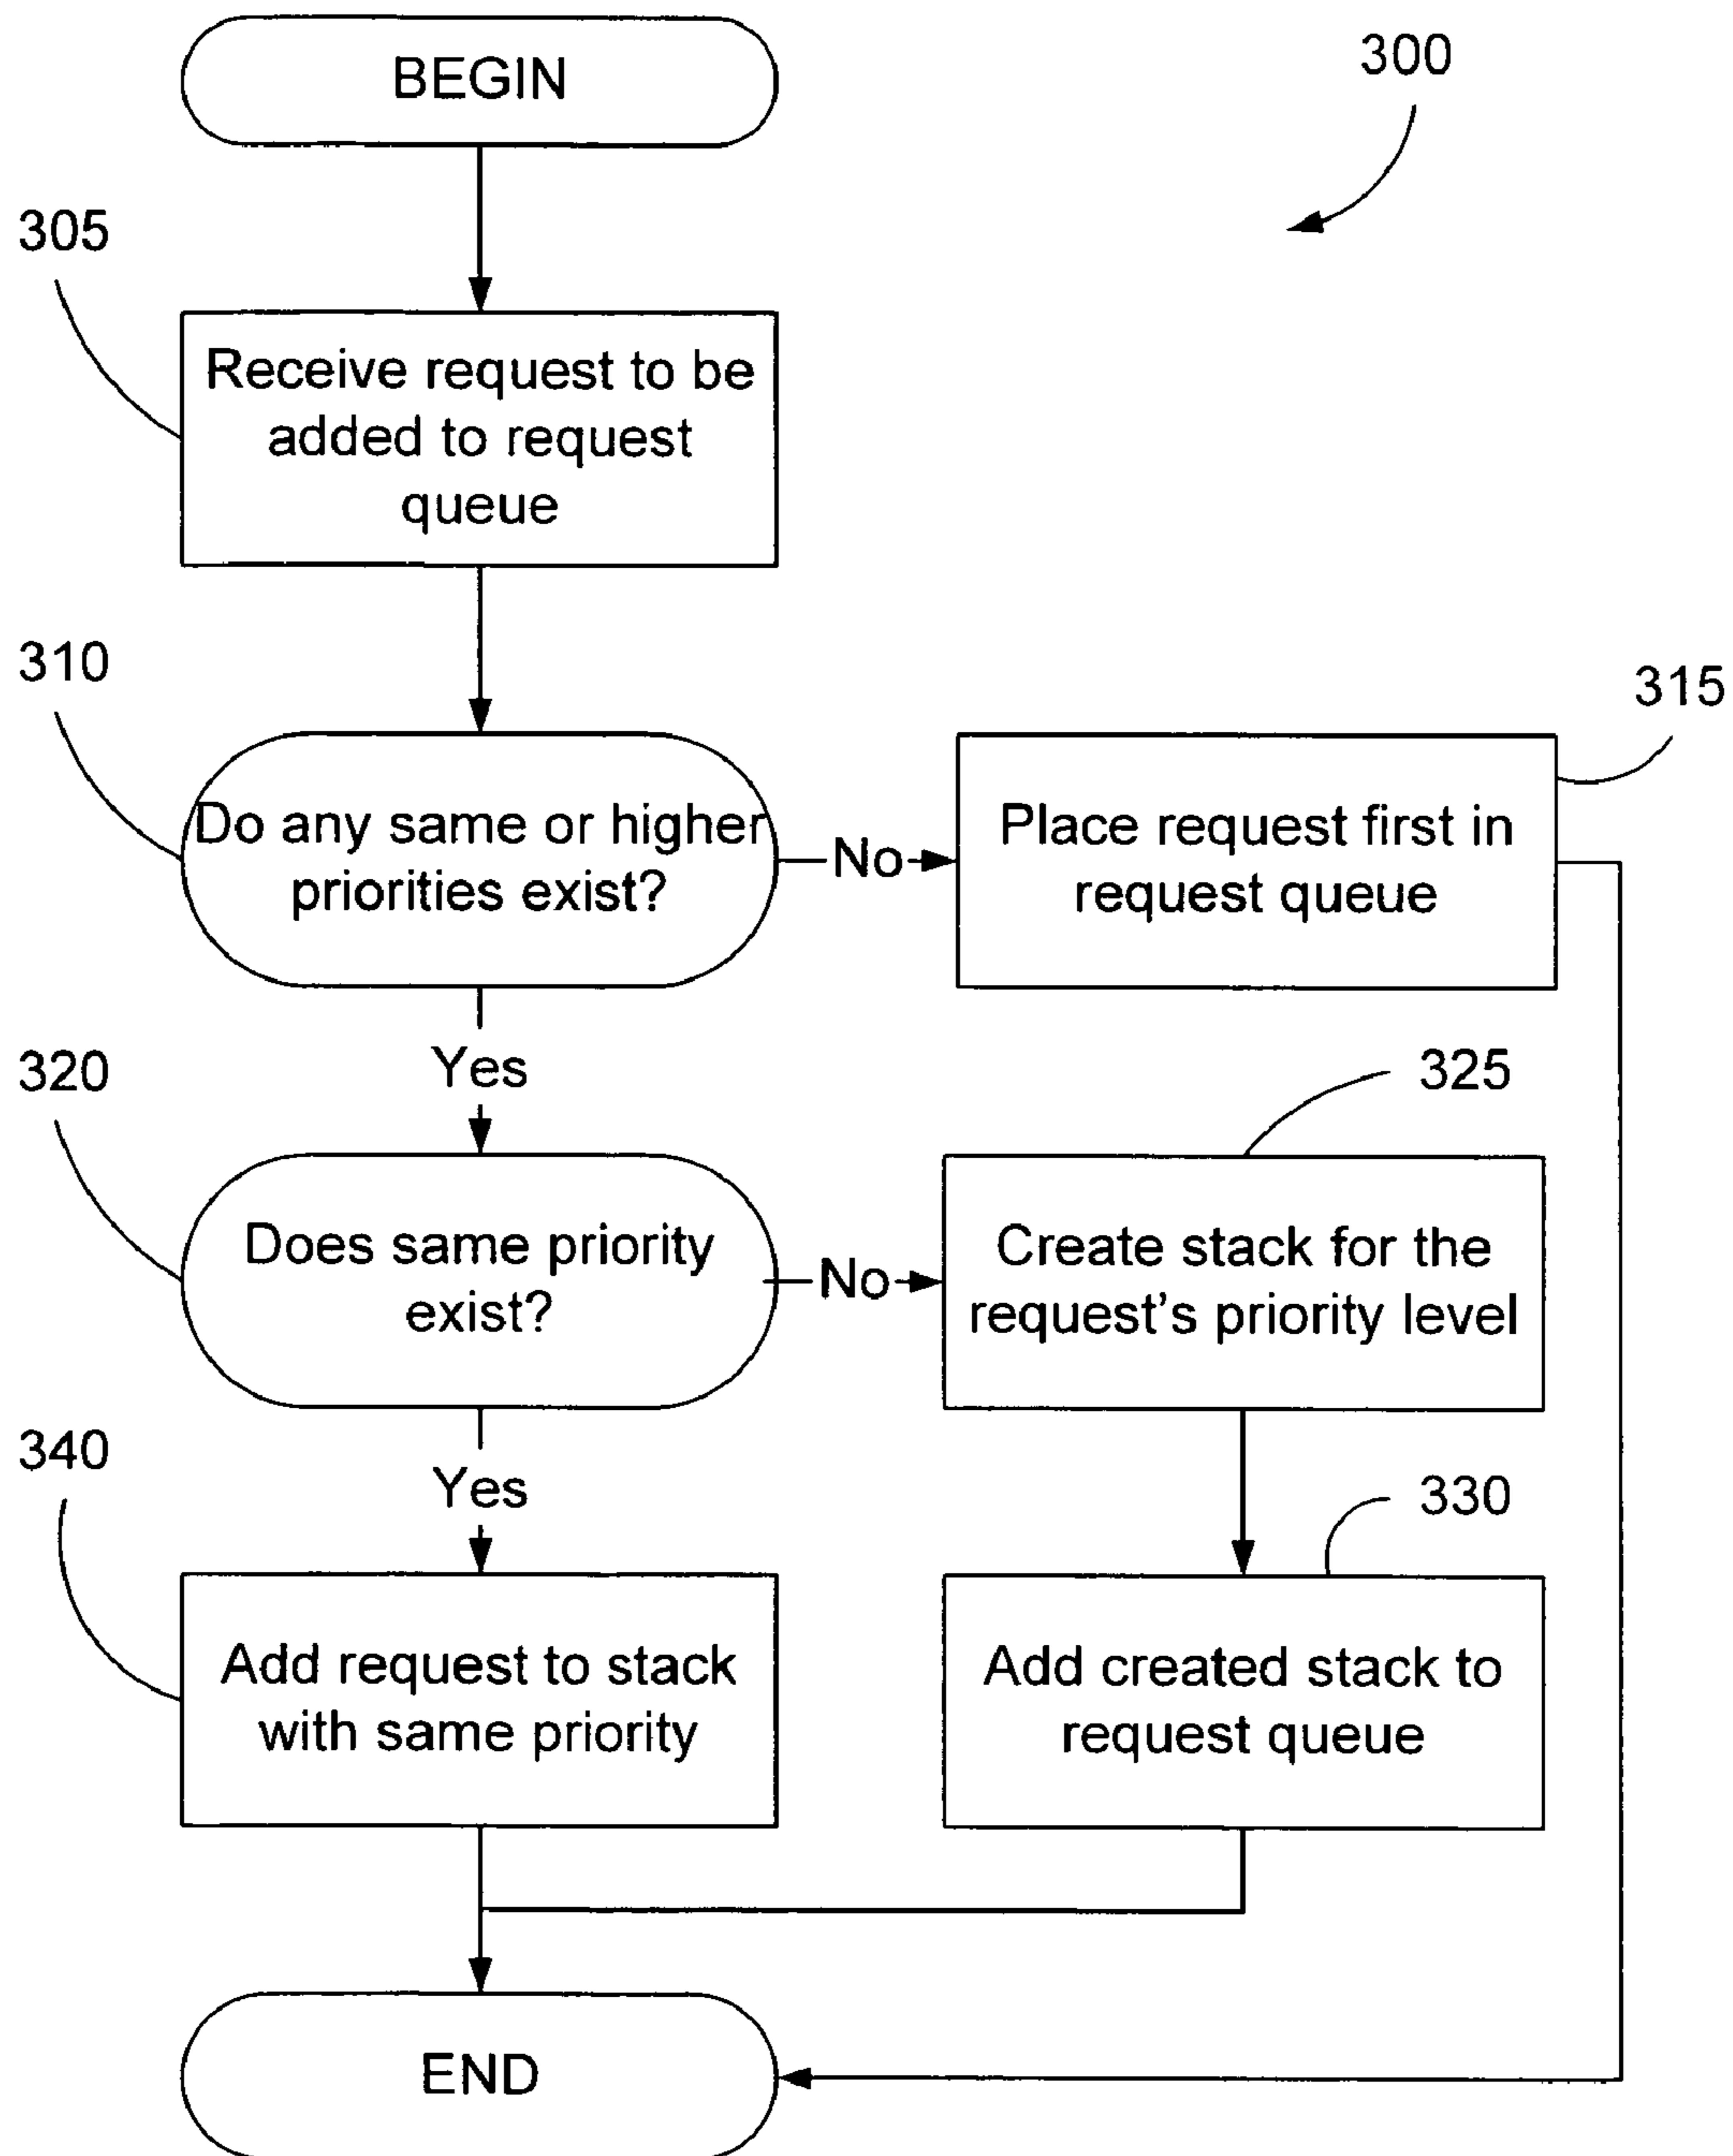 BEGIN
300
305
Receive request to be
added to request
queue
310
Do any same or higher
priorities exist?
No
315
Place request first in
request queue
Yes
320
Does same priority
exist?
No
325
Create stack for the
request's priority level
Yes
340
Add request to stack
with same priority
330
Add created stack to
request queue
END